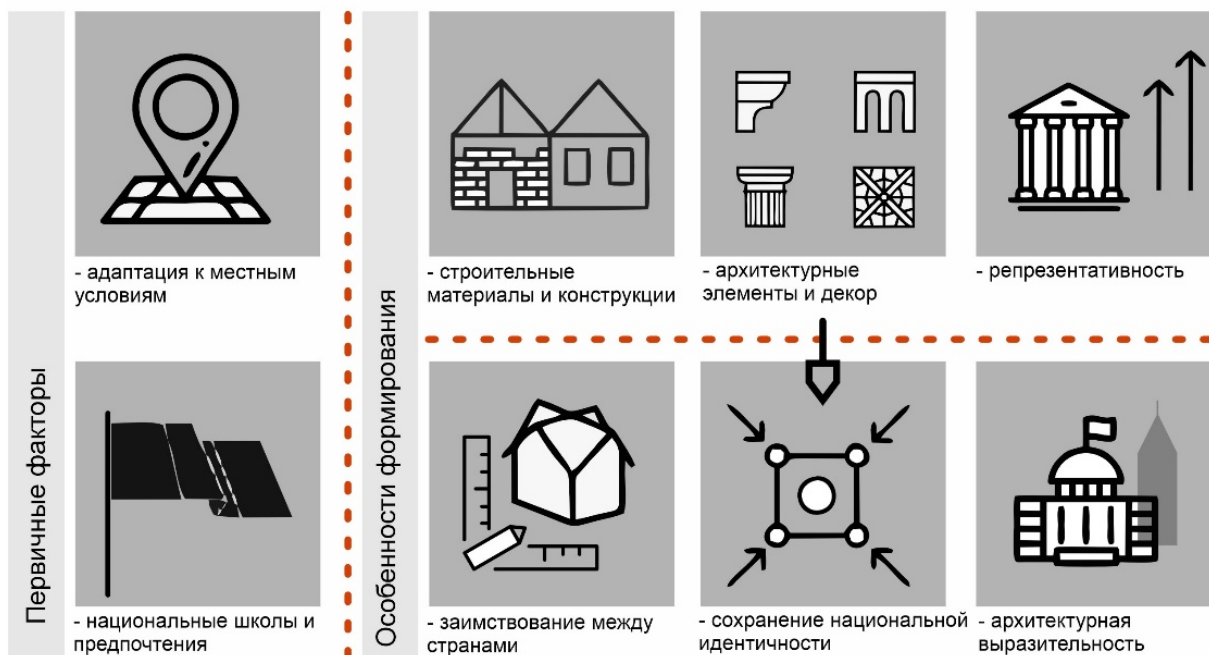 Первичные факторы
- адаптация к местным
условиям
- национальные школы и
предпочтения
Особенности формирования
- строительные
материалы и конструкции
- архитектурные
элементы и декор
- репрезентативность
- заимствование между
странами
- сохранение национальной
идентичности
- архитектурная
выразительность